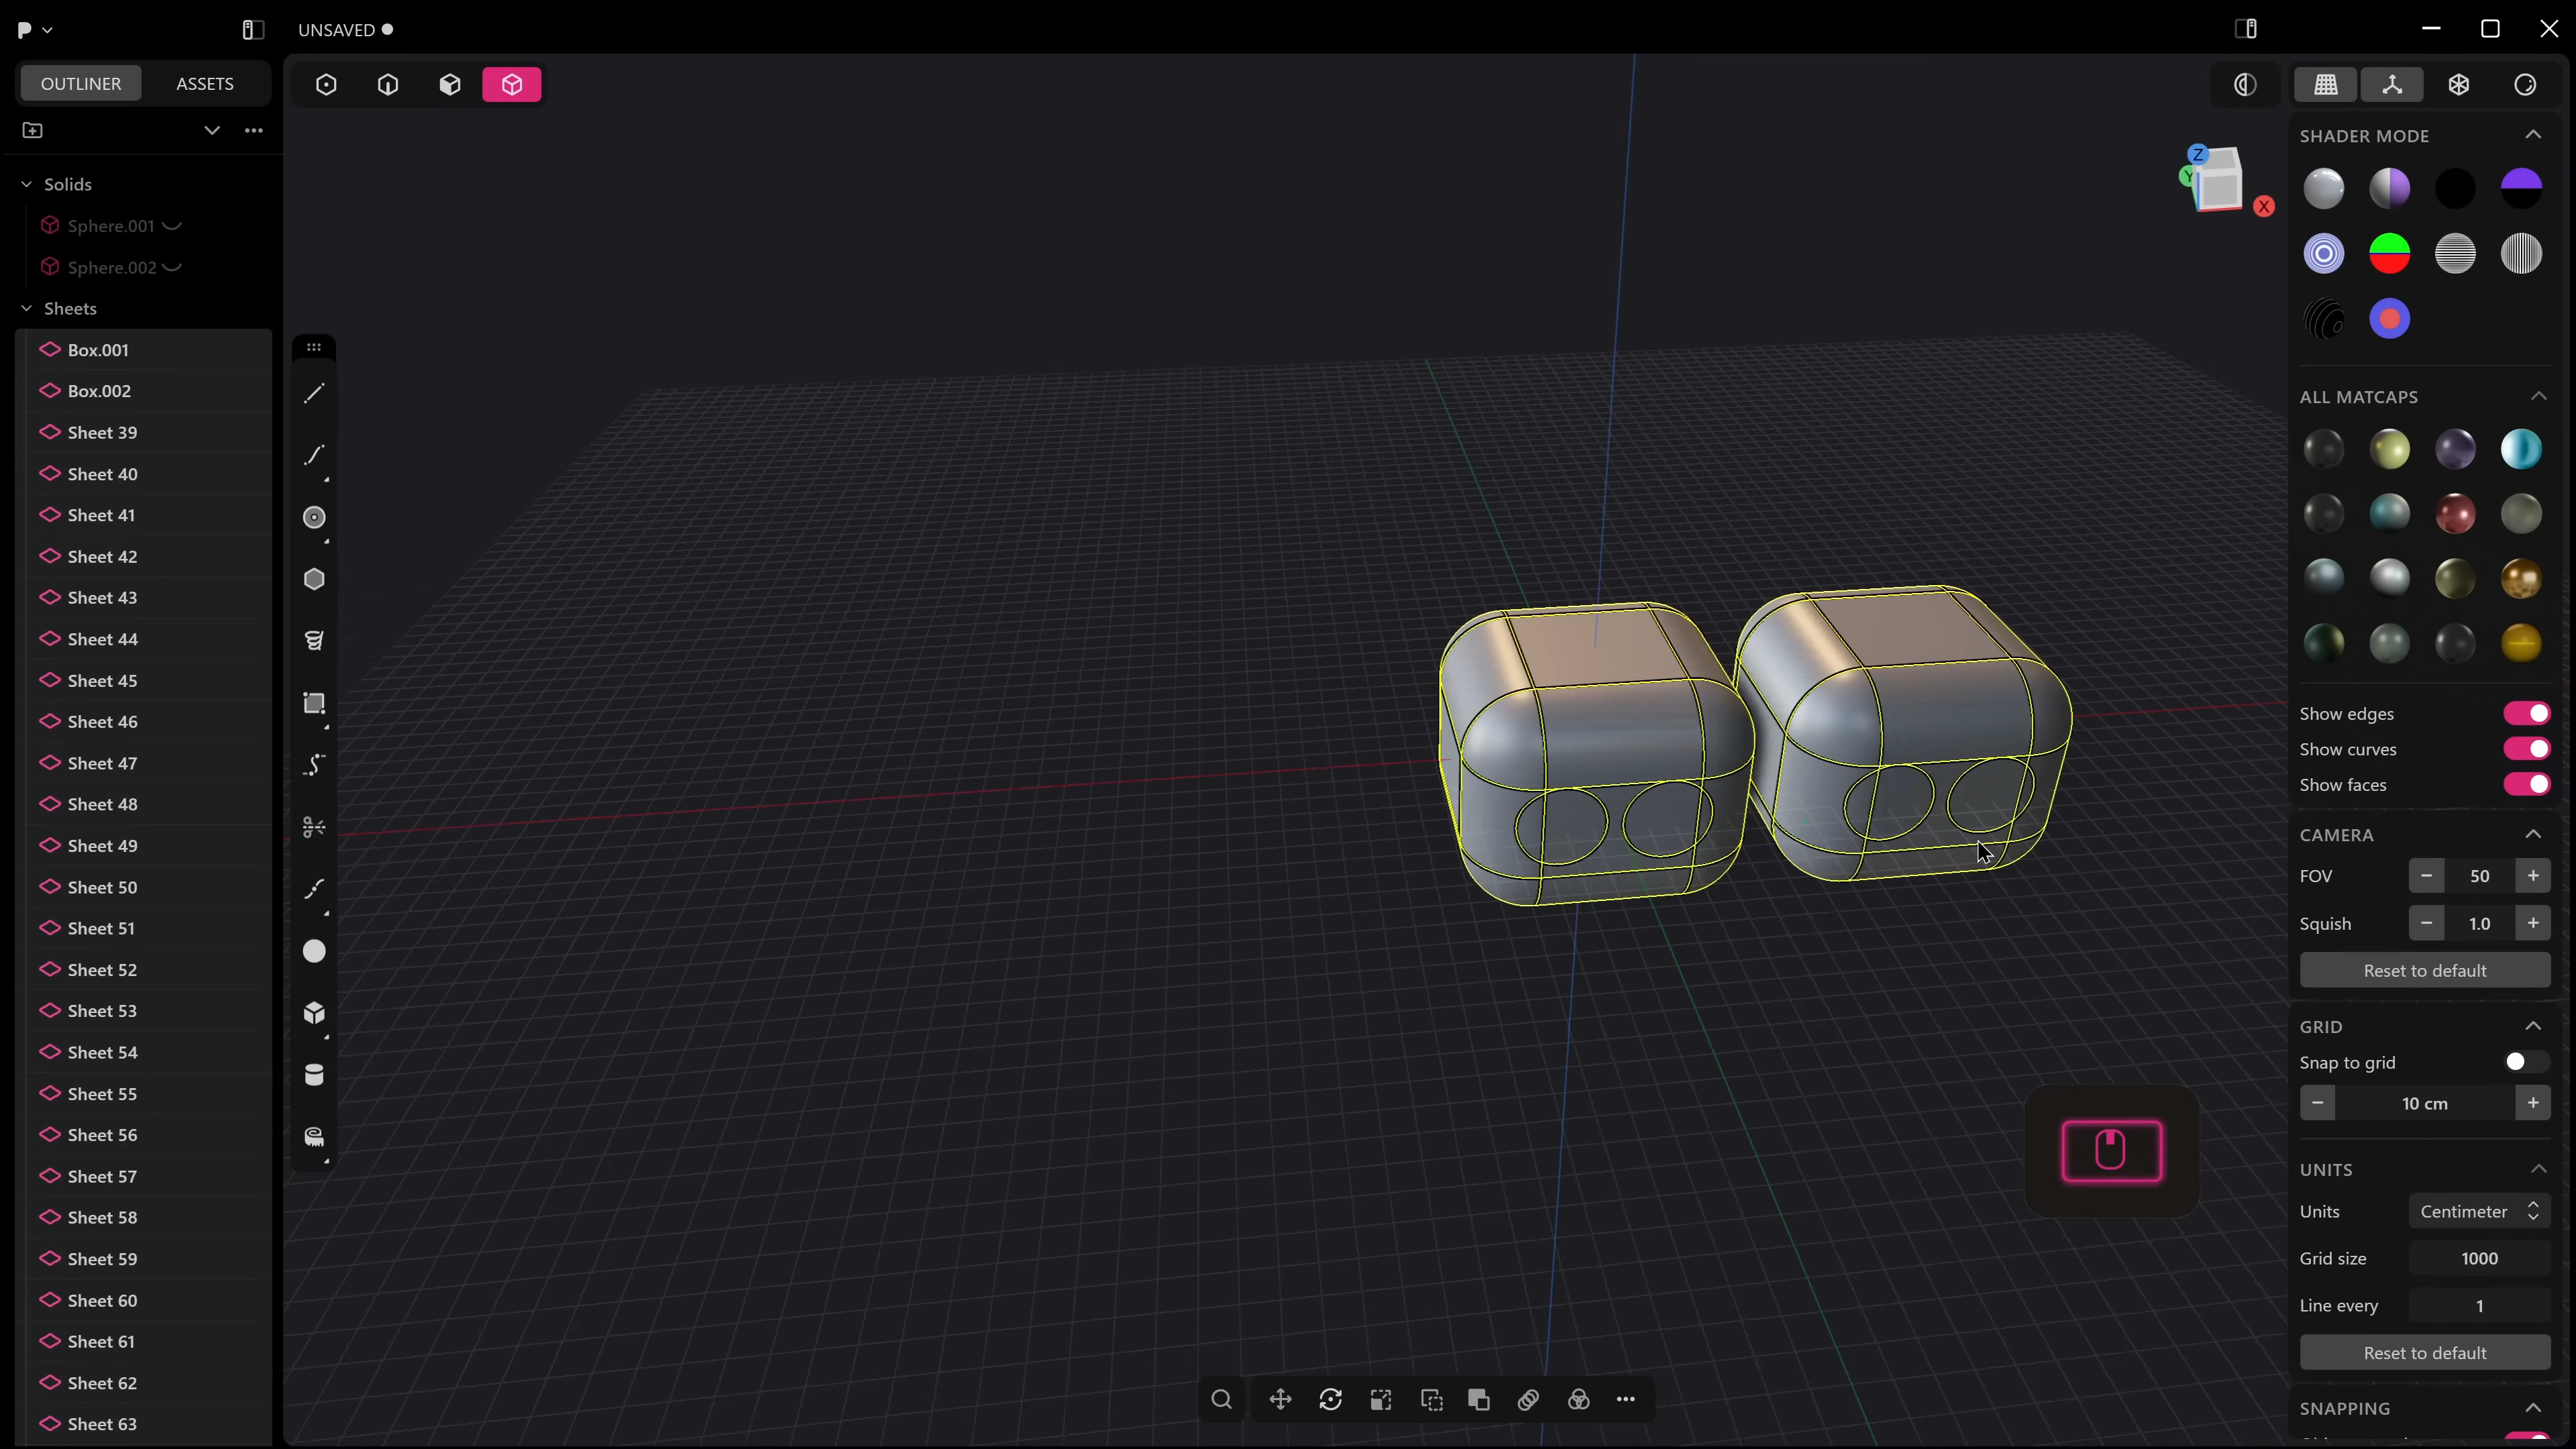 UNSAVED
OUTLINER
ASSETS
Solids
Sphere.001
Sphere.002
Sheets
Box.001
Box.002
Sheet 39
Sheet 40
Sheet 41
Sheet 42
Sheet 43
Sheet 44
Sheet 45
Sheet 46
Sheet 47
Sheet 48
Sheet 49
Sheet 50
Sheet 51
Sheet 52
Sheet 53
Sheet 54
Sheet 55
Sheet 56
Sheet 57
Sheet 58
Sheet 59
Sheet 60
Sheet 61
Sheet 62
Sheet 63
Z
Y
X
SHADER MODE
ALL MATCAPS
Show edges
Show curves
Show faces
CAMERA
FOV
50
Squish
1.0
Reset to default
GRID
Snap to grid
10 cm
UNITS
Units
Centimeter
Grid size
1000
Line every
1
Reset to default
SNAPPING